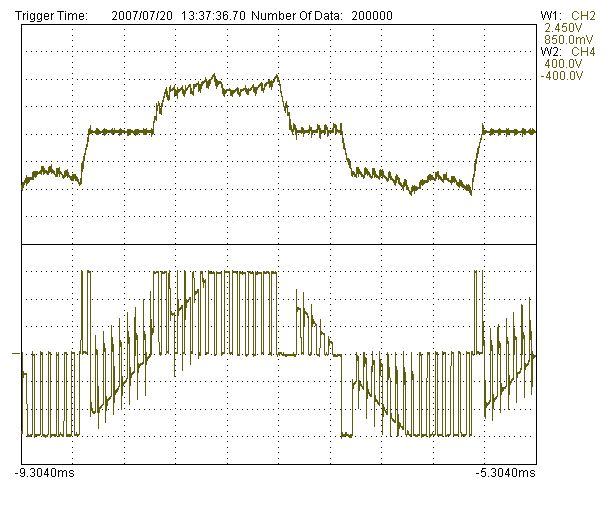 Trigger Time: 2007/07/20 13:37:36.70 Number Of Data: 200000
W1: CH2
2.450V
850.0mV
W2: CH4
400.0V
-400.0V
-9.3040ms -5.3040ms